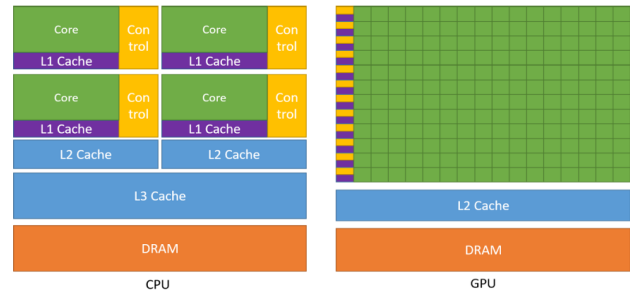 Core
Con
trol
Core
Con
trol
L1 Cache
L1 Cache
Core
Con
trol
Core
Con
trol
L1 Cache
L1 Cache
L2 Cache
L2 Cache
L3 Cache
DRAM
CPU
L2 Cache
DRAM
GPU